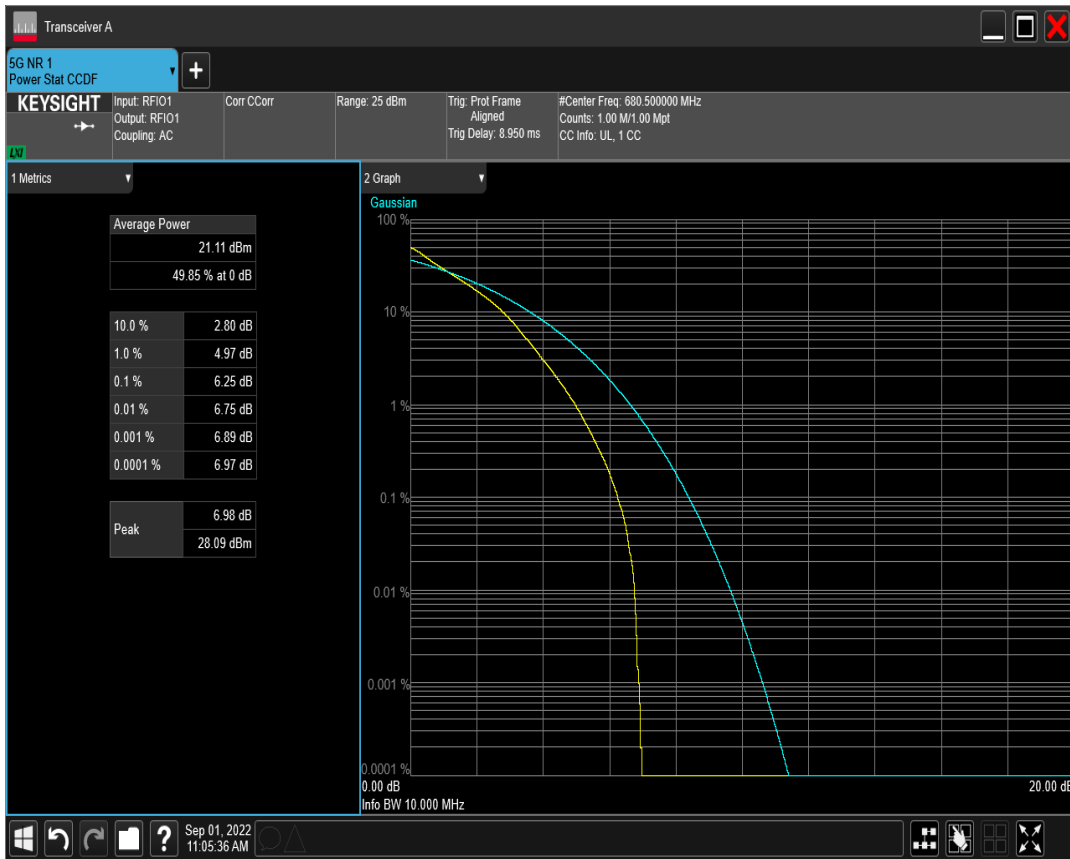 Transceiver A
5G NR 1
Power Stat CCDF
KEYSIGHT
LXI
Input: RFIO1
Output: RFIO1
Coupling: AC
Corr CCorr
Range: 25 dBm
Trig: Prot Frame
Aligned
Trig Delay: 8.950 ms
#Center Freq: 680.500000 MHz
Counts: 1.00 M/1.00 Mpt
CC Info: UL, 1 CC
1 Metrics
Average Power
21.11 dBm
49.85 % at 0 dB
10.0 % 2.80 dB
1.0 % 4.97 dB
0.1 % 6.25 dB
0.01 % 6.75 dB
0.001 % 6.89 dB
0.0001 % 6.97 dB
Peak
6.98 dB
28.09 dBm
2 Graph
Gaussian
100 %
10 %
1 %
0.1 %
0.01 %
0.001 %
0.0001 %
0.00 dB 20.00 dB
Info BW 10.000 MHz
? Sep 01, 2022
11:05:36 AM